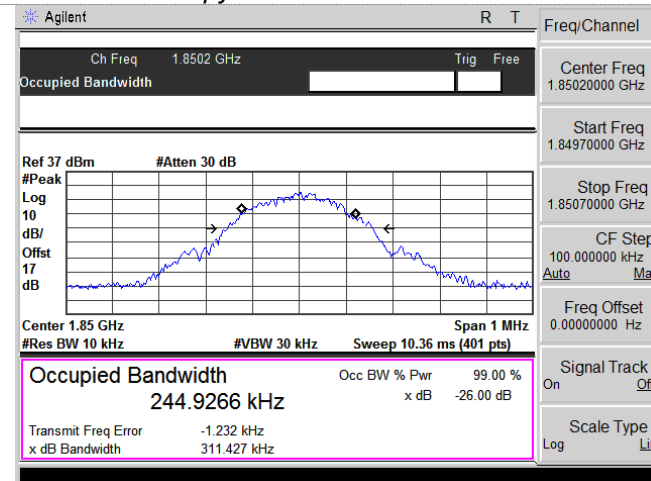 Agilent R T
Freq/Channel
Ch Freq 1.8502 GHz Trig Free
Occupied Bandwidth
Center Freq
1.85020000 GHz
Start Freq
1.84970000 GHz
Stop Freq
1.85070000 GHz
CF Step
100.000000 kHz
Auto Ma
Freq Offset
0.00000000 Hz
Signal Track
On Of
Scale Type
Log Li
Ref 37 dBm #Atten 30 dB
#Peak
Log
10
dB/
Offst
17
dB
Center 1.85 GHz Span 1 MHz
#Res BW 10 kHz #VBW 30 kHz Sweep 10.36 ms (401 pts)
Occupied Bandwidth Occ BW % Pwr 99.00 %
244.9266 kHz x dB -26.00 dB
Transmit Freq Error -1.232 kHz
x dB Bandwidth 311.427 kHz